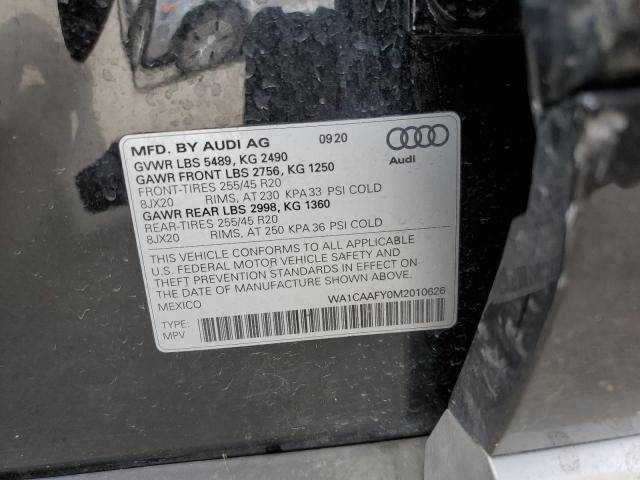 MFD. BY AUDI AG 09 20
GVWR LBS 5489, KG 2490
GAWR FRONT LBS 2756, KG 1250
FRONT-TIRES 255/45 R20
8JX20 RIMS, AT 230 KPA 33 PSI COLD
GAWR REAR LBS 2998, KG 1360
REAR-TIRES 255/45 R20
8JX20 RIMS, AT 250 KPA 36 PSI COLD
Audi
THIS VEHICLE CONFORMS TO ALL APPLICABLE
U.S. FEDERAL MOTOR VEHICLE SAFETY AND
THEFT PREVENTION STANDARDS IN EFFECT ON
THE DATE OF MANUFACTURE SHOWN ABOVE.
MEXICO WA1CAAFY0M2010626
TYPE:
MPV